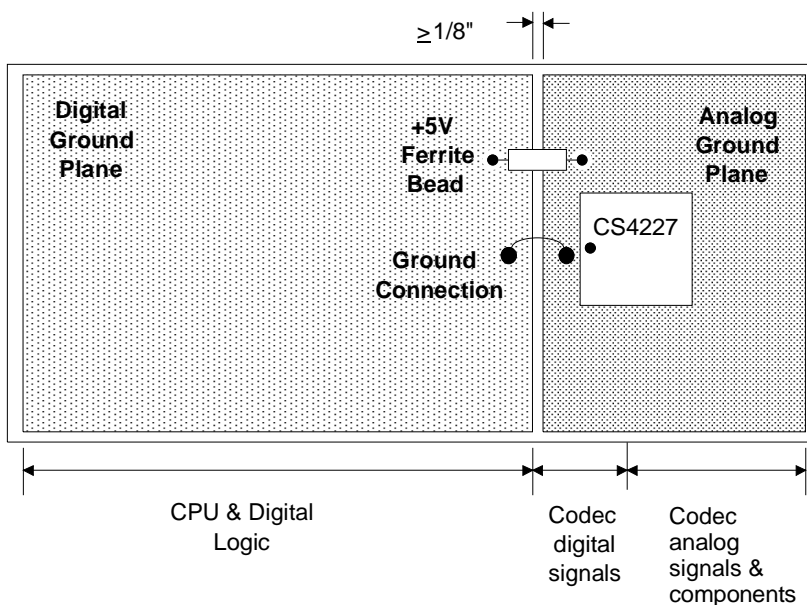 ≥1/8"
Digital
Ground
Plane
+5V
Ferrite
Bead
Analog
Ground
Plane
CS4227
Ground
Connection
CPU & Digital
Logic
Codec
digital
signals
Codec
analog
signals &
components